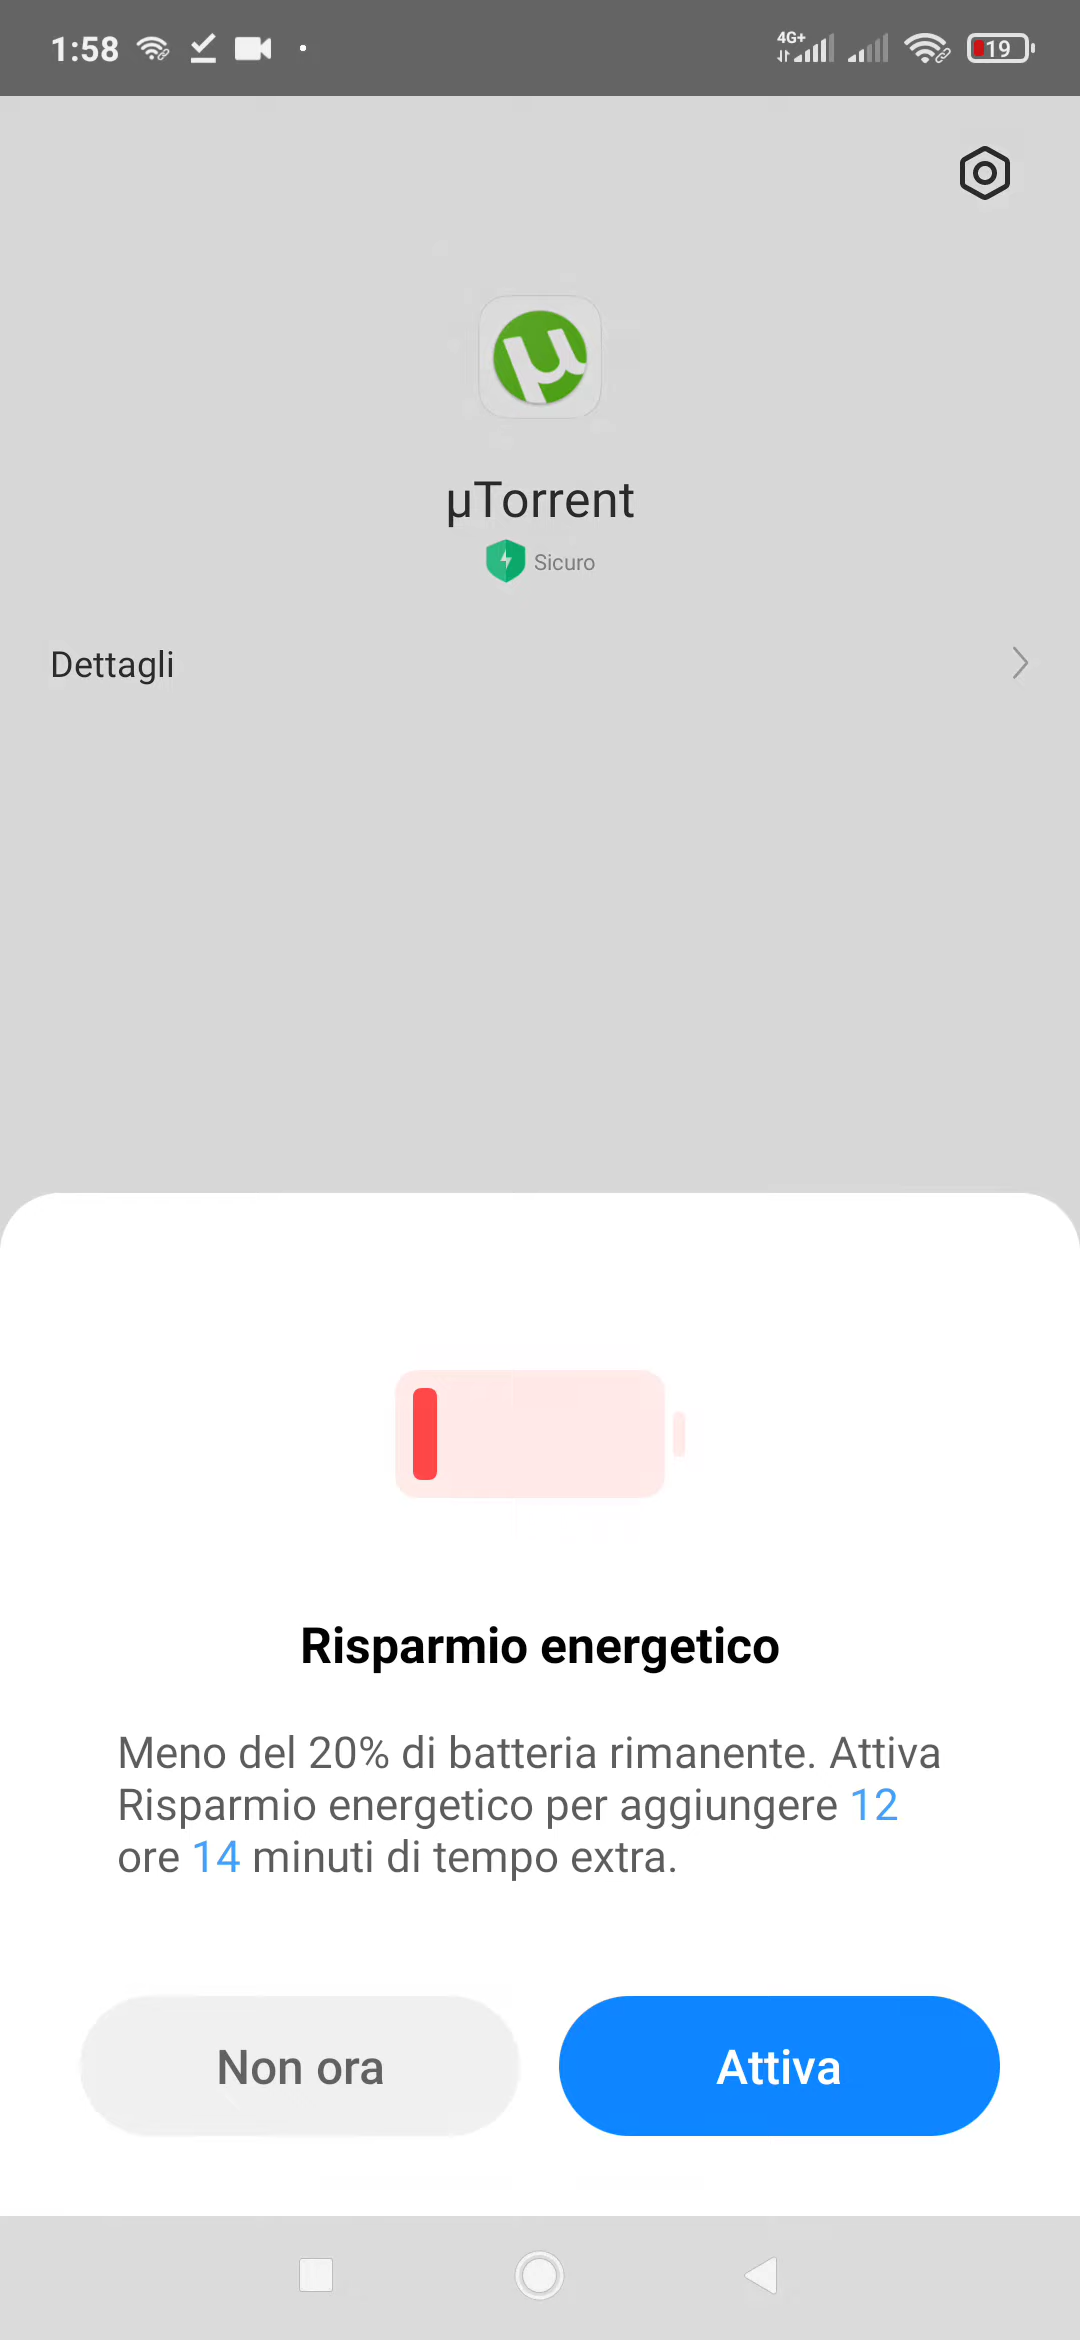 1:58
4G+
19
µTorrent
Sicuro
Dettagli
Risparmio energetico
Meno del 20% di batteria rimanente. Attiva
Risparmio energetico per aggiungere 12
ore 14 minuti di tempo extra.
Non ora
Attiva